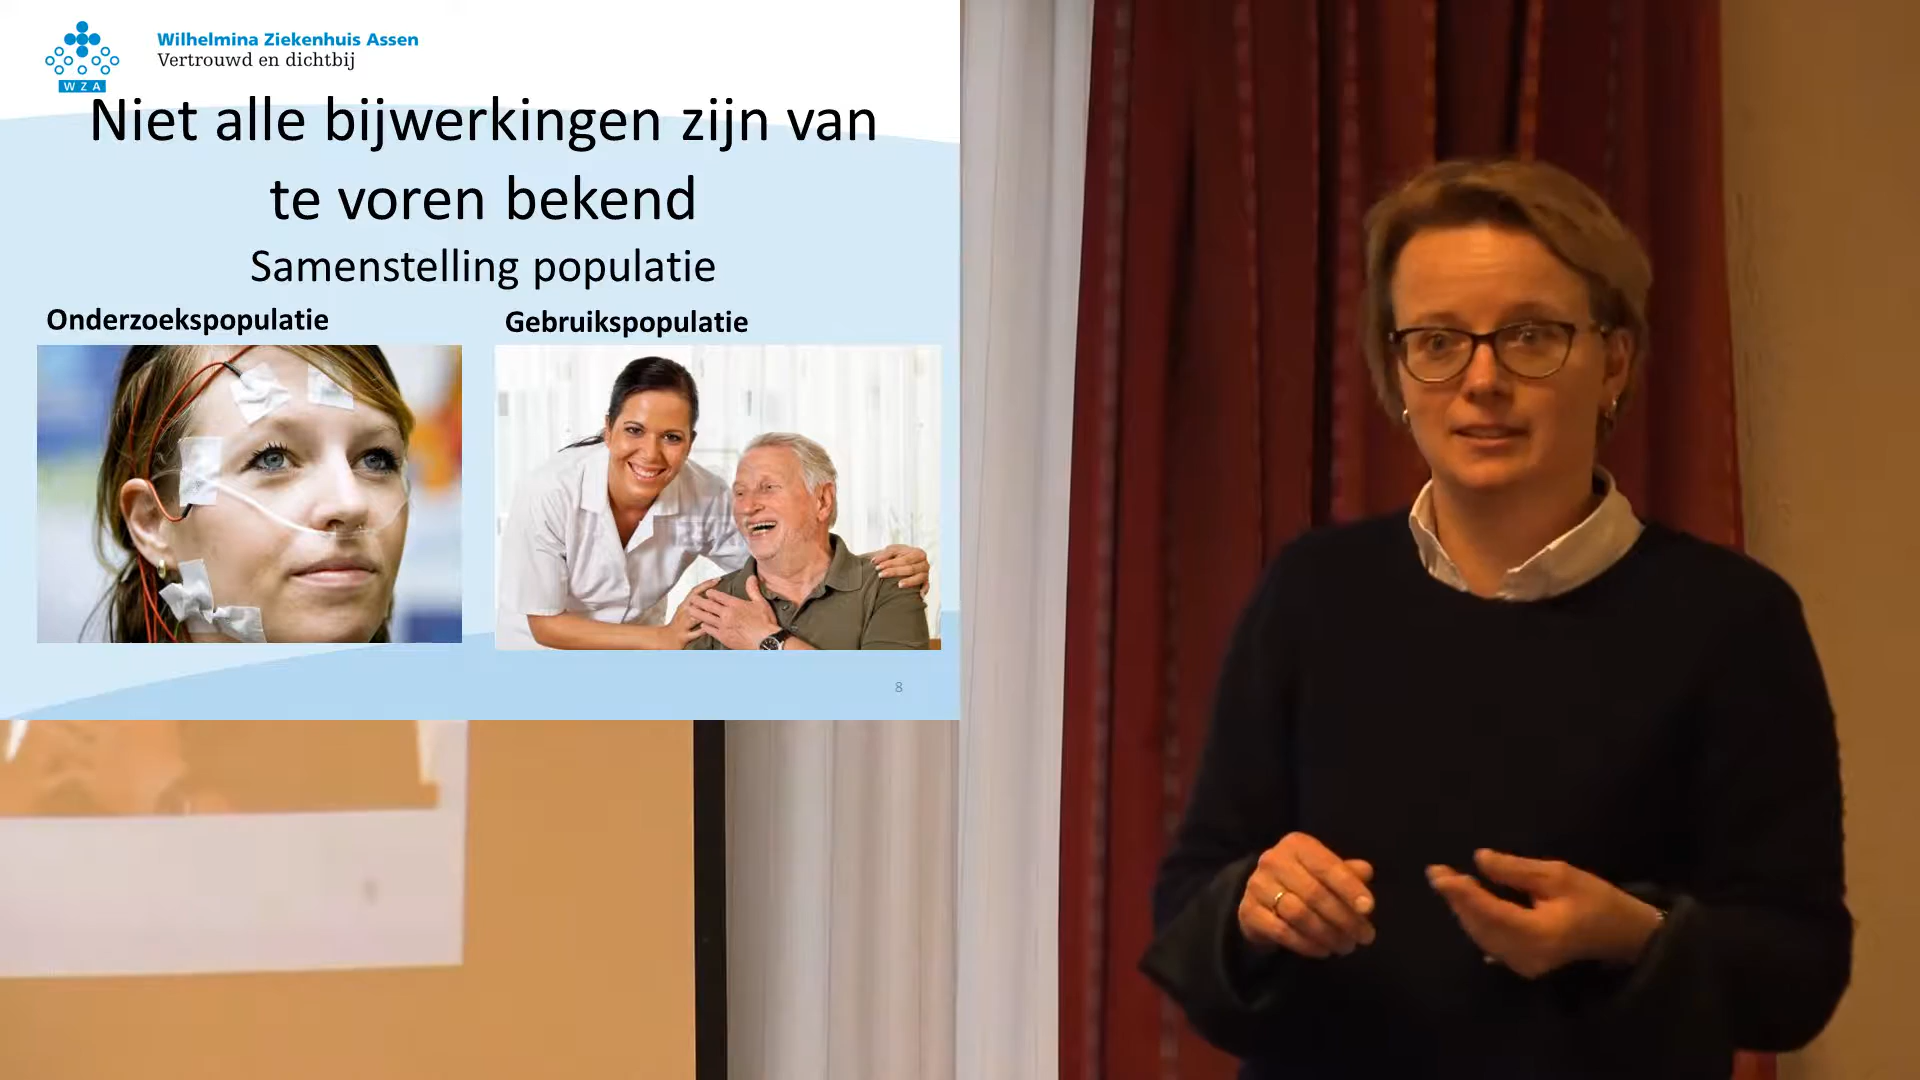 Wilhelmina Ziekenhuis Assen
Vertrouwd en dichtbij
WZA
Niet alle bijwerkingen zijn van
te voren bekend
Samenstelling populatie
Onderzoekspopulatie
Gebruikspopulatie
8